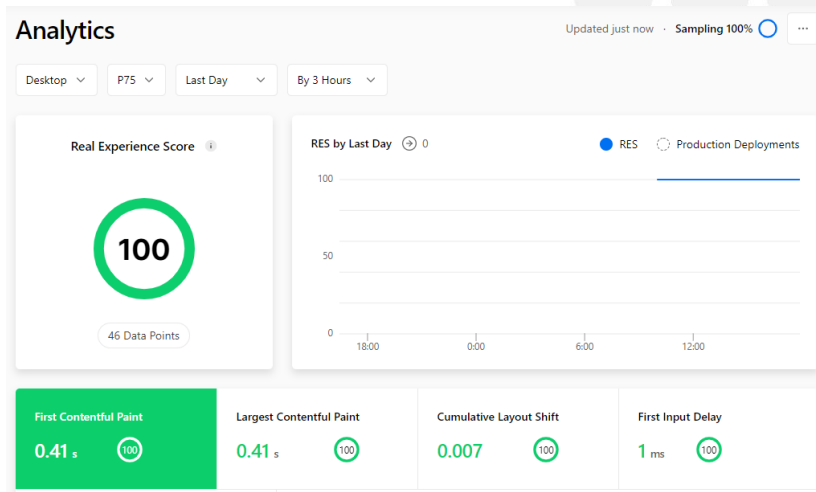 Analytics
Updated just now · Sampling 100%
Desktop
P75
Last Day
By 3 Hours
Real Experience Score
100
46 Data Points
RES by Last Day 0
RES
Production Deployments
100
50
0
18:00 0:00 6:00 12:00
First Contentful Paint
0.41 s 100
Largest Contentful Paint
0.41 s 100
Cumulative Layout Shift
0.007 100
First Input Delay
1 ms 100